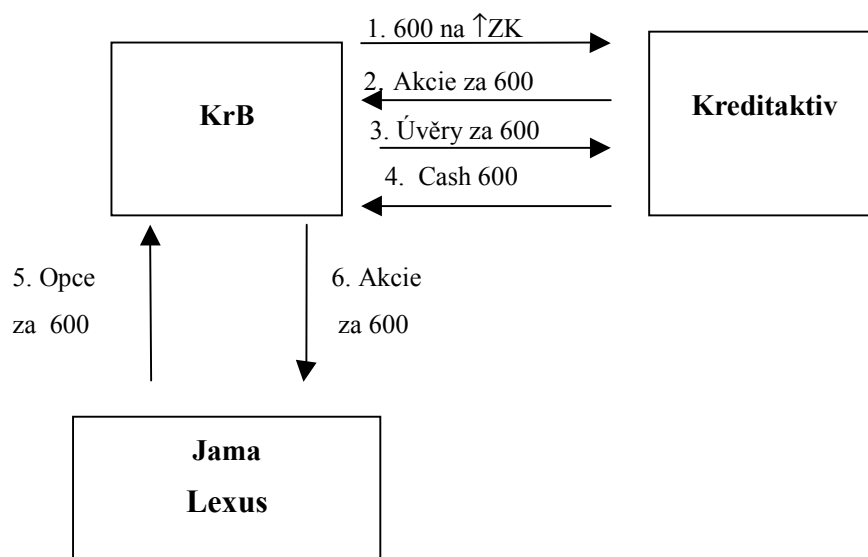 1. 600 na ↑ZK
2. Akcie za 600
KrB
Kreditaktiv
3. Úvěry za 600
4. Cash 600
5. Opce
za 600
6. Akcie
za 600
Jama
Lexus